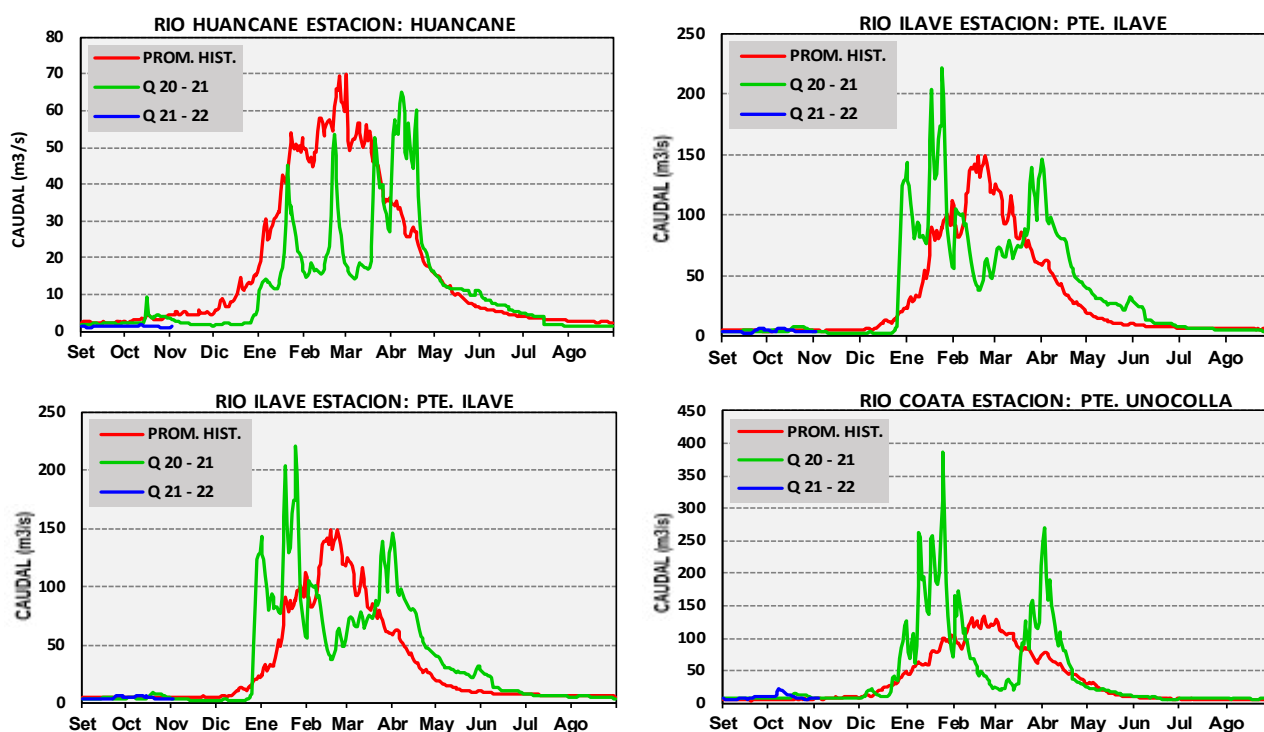 RIO HUANCANE ESTACION: HUANCANE
80
70
60
50
40
30
20
10
0
CAUDAL (m3/s)
PROM. HIST.
Q 20 - 21
Q 21 - 22
Set Oct Nov Dic Ene Feb Mar Abr May Jun Jul Ago
RIO ILAVE ESTACION: PTE. ILAVE
250
200
150
100
50
0
CAUDAL (m3/s)
PROM. HIST.
Q 20 - 21
Q 21 - 22
Set Oct Nov Dic Ene Feb Mar Abr May Jun Jul Ago
RIO ILAVE ESTACION: PTE. ILAVE
250
200
150
100
50
0
CAUDAL (m3/s)
PROM. HIST.
Q 20 - 21
Q 21 - 22
Set Oct Nov Dic Ene Feb Mar Abr May Jun Jul Ago
RIO COATA ESTACION: PTE. UNOCOLLA
450
400
350
300
250
200
150
100
50
0
CAUDAL (m3/s)
PROM. HIST.
Q 20 - 21
Q 21 - 22
Set Oct Nov Dic Ene Feb Mar Abr May Jun Jul Ago